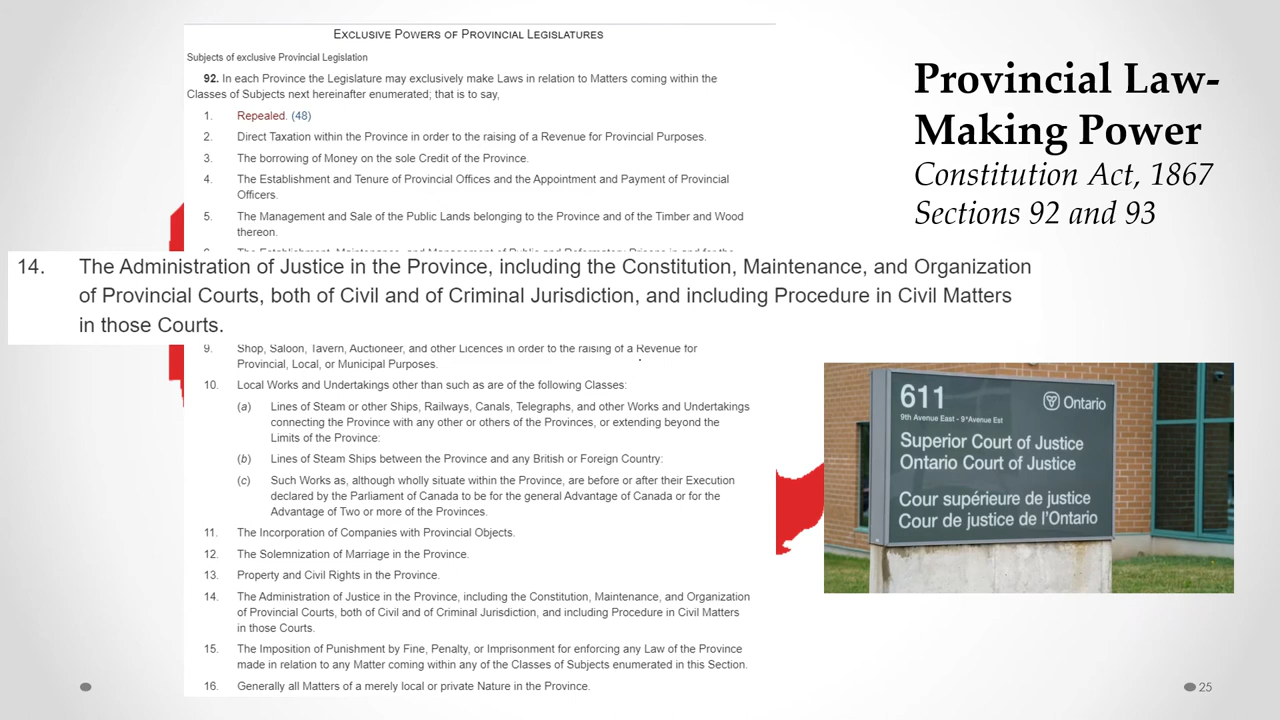 EXCLUSIVE POWERS OF PROVINCIAL LEGISLATURES
Subjects of exclusive Provincial Legislation
92. In each Province the Legislature may exclusively make Laws in relation to Matters coming within the
Classes of Subjects next hereinafter enumerated; that is to say,
1. Repealed. (48)
2. Direct Taxation within the Province in order to the raising of a Revenue for Provincial Purposes.
3. The borrowing of Money on the sole Credit of the Province.
4. The Establishment and Tenure of Provincial Offices and the Appointment and Payment of Provincial
Officers.
5. The Management and Sale of the Public Lands belonging to the Province and of the Timber and Wood
thereon.
14. The Administration of Justice in the Province, including the Constitution, Maintenance, and Organization
of Provincial Courts, both of Civil and of Criminal Jurisdiction, and including Procedure in Civil Matters
in those Courts.
9. Shop, Saloon, Tavern, Auctioneer, and other Licences in order to the raising of a Revenue for
Provincial, Local, or Municipal Purposes.
10. Local Works and Undertakings other than such as are of the following Classes:
(a) Lines of Steam or other Ships, Railways, Canals, Telegraphs, and other Works and Undertakings
connecting the Province with any other or others of the Provinces, or extending beyond the
Limits of the Province:
(b) Lines of Steam Ships between the Province and any British or Foreign Country:
(c) Such Works as, although wholly situate within the Province, are before or after their Execution
declared by the Parliament of Canada to be for the general Advantage of Canada or for the
Advantage of Two or more of the Provinces.
11. The Incorporation of Companies with Provincial Objects.
12. The Solemnization of Marriage in the Province.
13. Property and Civil Rights in the Province.
14. The Administration of Justice in the Province, including the Constitution, Maintenance, and Organization
of Provincial Courts, both of Civil and of Criminal Jurisdiction, and including Procedure in Civil Matters
in those Courts.
15. The Imposition of Punishment by Fine, Penalty, or Imprisonment for enforcing any Law of the Province
made in relation to any Matter coming within any of the Classes of Subjects enumerated in this Section.
16. Generally all Matters of a merely local or private Nature in the Province.
Provincial Law-
Making Power
Constitution Act, 1867
Sections 92 and 93
611
Ontario
9th Avenue East - 9e Avenue Est
Superior Court of Justice
Ontario Court of Justice
Cour supérieure de justice
Cour de justice de l'Ontario
25